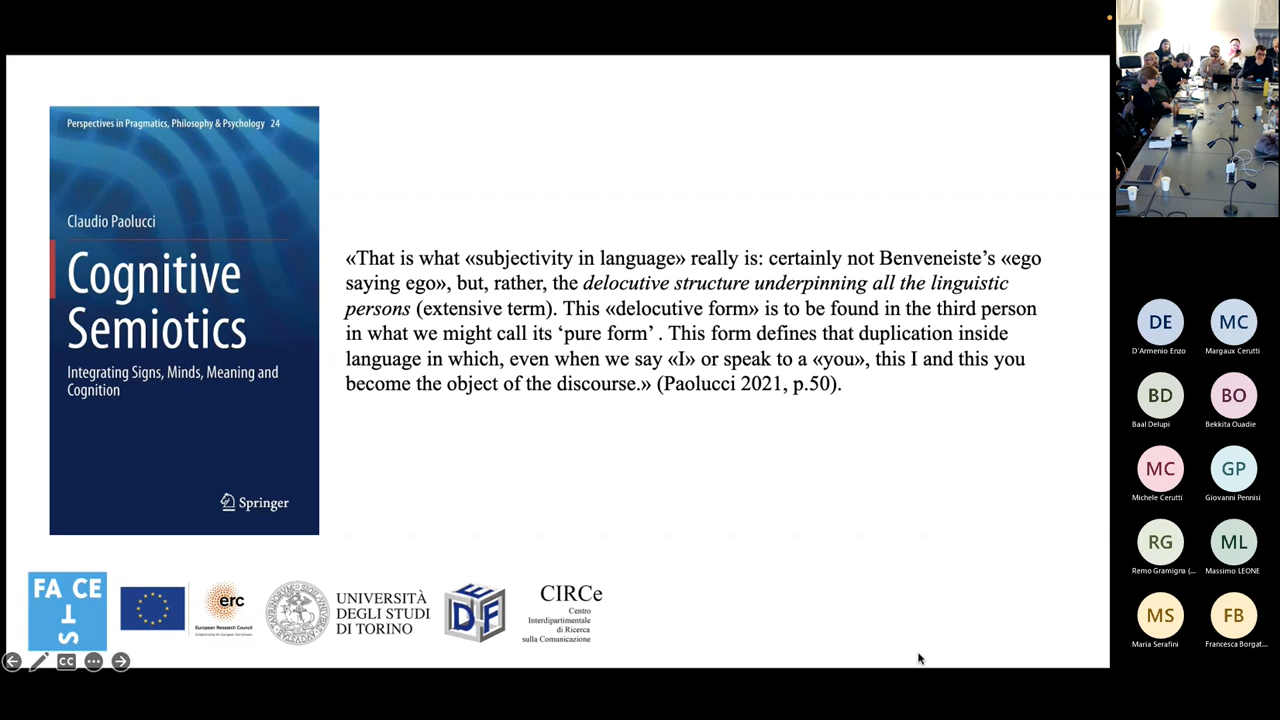 Perspectives in Pragmatics, Philosophy & Psychology 24
Claudio Paolucci
Cognitive
Semiotics
Integrating Signs, Minds, Meaning and
Cognition
Springer
«That is what «subjectivity in language» really is: certainly not Benveneiste’s «ego
saying ego», but, rather, the delocutive structure underpinning all the linguistic
persons (extensive term). This «delocutive form» is to be found in the third person
in what we might call its ‘pure form’ . This form defines that duplication inside
language in which, even when we say «I» or speak to a «you», this I and this you
become the object of the discourse.» (Paolucci 2021, p.50).
FA CE
TS
erc
European Research Council
UNIVERSITÀ
DEGLI STUDI
DI TORINO
CIRCe
Centro
Interdipartimentale
di Ricerca
sulla Comunicazione
CC
DE
D'Armenio Enzo
MC
Margaux Cerutti
BD
Baal Delupi
BO
Bekkita Ouadie
MC
Michele Cerutti
GP
Giovanni Pennisi
RG
Remo Gramigna (...
ML
Massimo LEONE
MS
Maria Serafini
FB
Francesca Borgat...